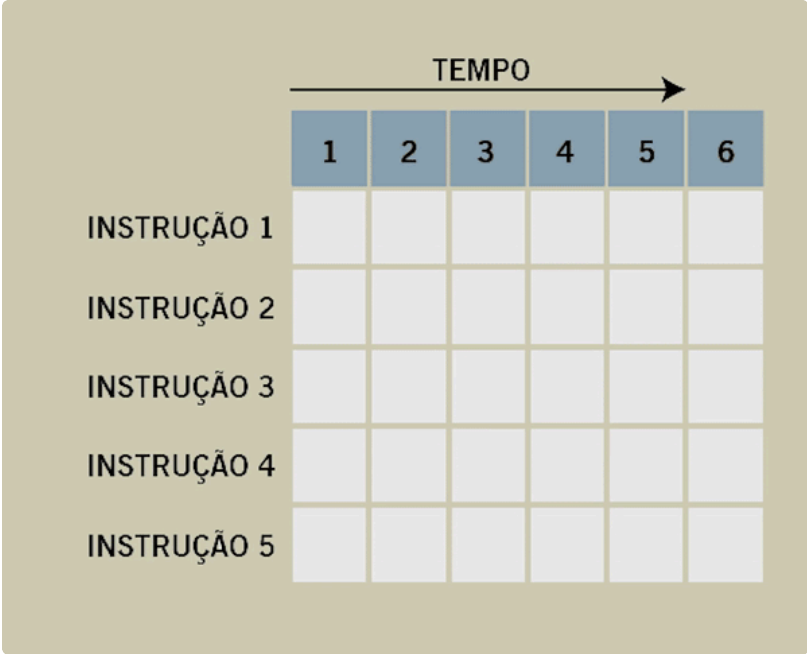 TEMPO
1 2 3 4 5 6
INSTRUÇÃO 1
INSTRUÇÃO 2
INSTRUÇÃO 3
INSTRUÇÃO 4
INSTRUÇÃO 5